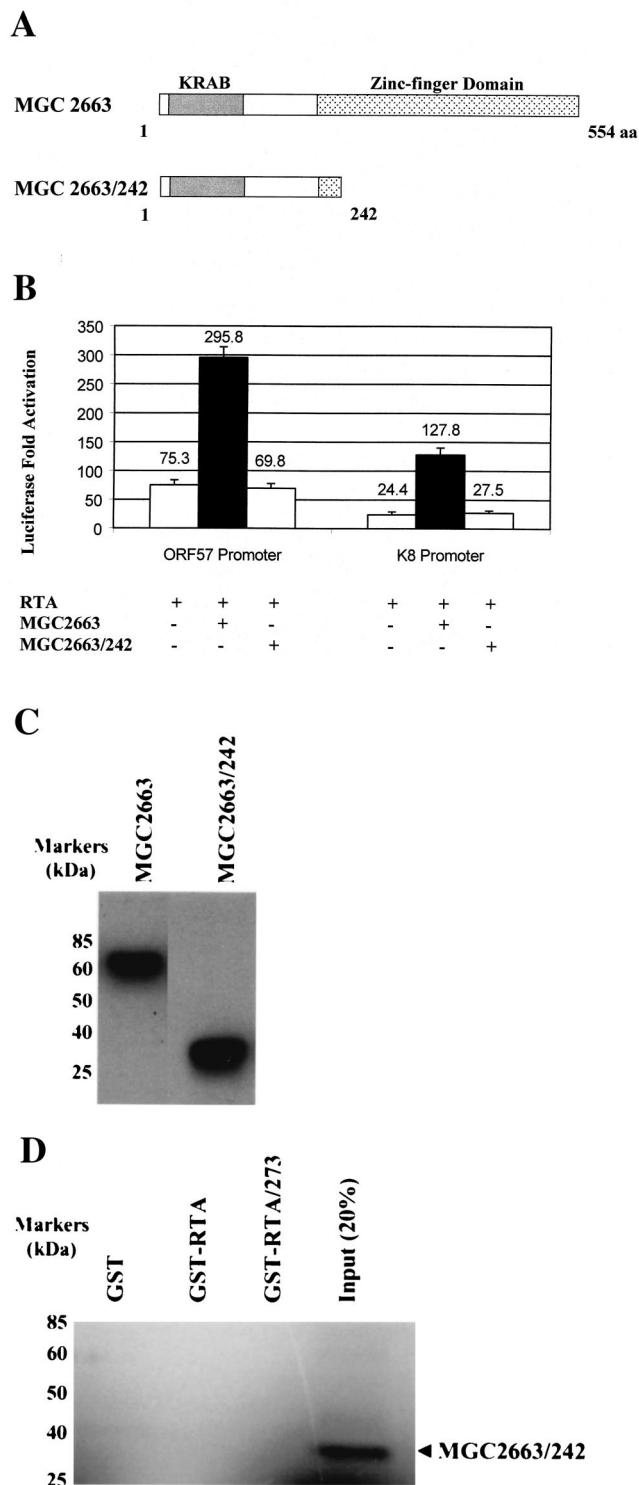 A
KRAB Zinc-finger Domain
MGC 2663
1 554 aa
MGC 2663/242
1 242
B
Luciferase Fold Activation
350
300
250
200
150
100
50
0
295.8
75.3
69.8
127.8
24.4
27.5
ORF57 Promoter K8 Promoter
RTA + + + + + +
MGC2663 - + - - + -
MGC2663/242 - - + - - +
C
Markers
(kDa)
MGC2663
MGC2663/242
85
60
50
40
25
D
Markers
(kDa)
GST
GST-RTA
GST-RTA/273
Input (20%)
85
60
50
40
25
MGC2663/242